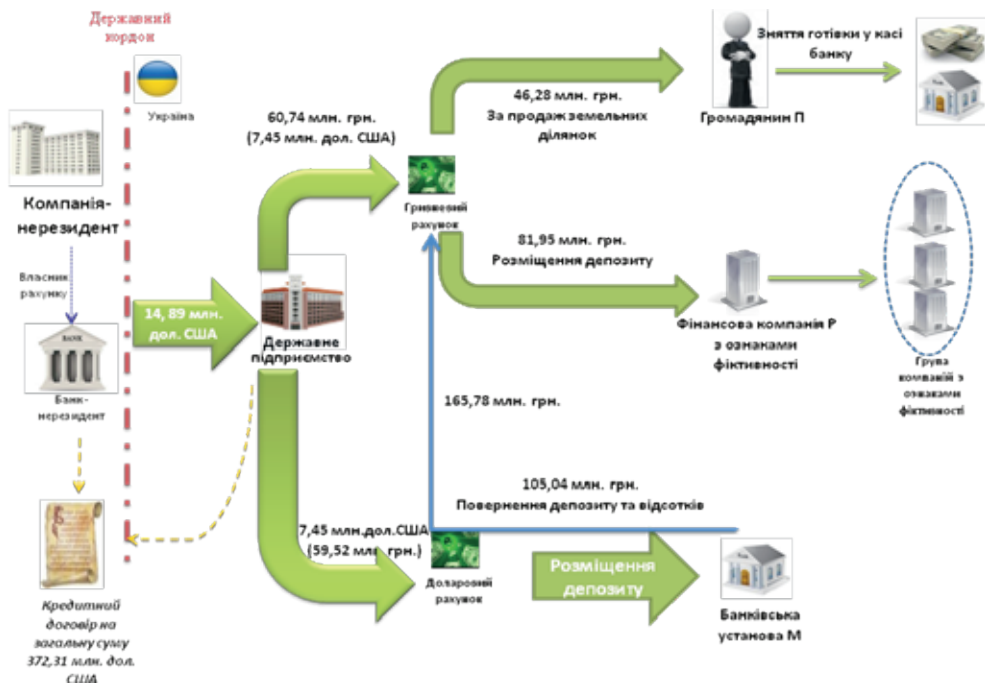 Державний
кордон
Україна
Компанія-
нерезидент
Власник
рахунку
BANK
Банк-
нерезидент
Кредитний
договір на
загальну суму
372,31 млн. дол.
США
14, 89 млн.
дол. США
Державне
підприємство
60,74 млн. грн.
(7,45 млн. дол. США)
Гривневий
рахунок
46,28 млн. грн.
За продаж земельних
ділянок
Громадянин П
Зняття готівки у касі
банку
81,95 млн. грн.
Розміщення депозиту
Фінансова компанія Р
з ознаками
фіктивності
Група
компаній з
ознаками
фіктивності
165,78 млн. грн.
105,04 млн. грн.
Повернення депозиту та відсотків
7,45 млн.дол.США
(59,52 млн. грн.)
Доларовий
рахунок
Розміщення
депозиту
Банківська
установа М